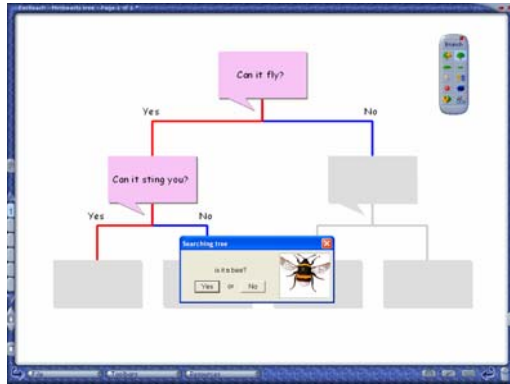 Can it fly?
Yes
No
Can it sting you?
Yes
No
Searching tree
is it a bee?
Yes or No